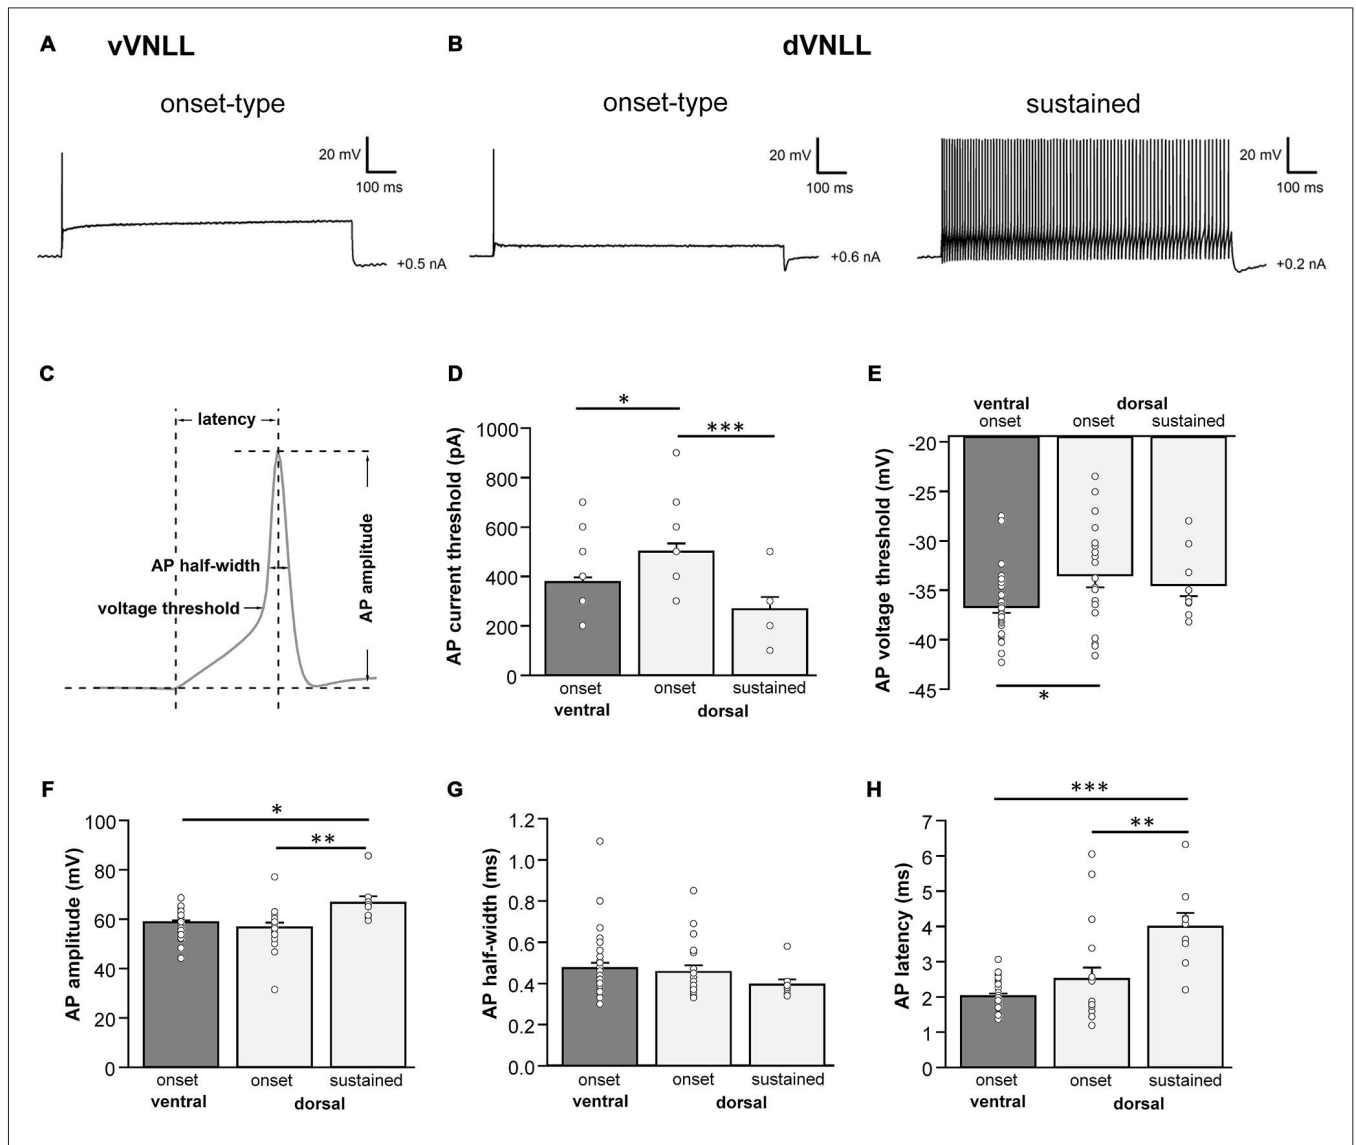 A vVNLL
B dVNLL
onset-type
onset-type
sustained
20 mV
100 ms
+0.5 nA
20 mV
100 ms
+0.6 nA
20 mV
100 ms
+0.2 nA
C
latency
AP half-width
voltage threshold
AP amplitude
D
*
***
AP current threshold (pA)
1000
800
600
400
200
0
onset onset sustained
ventral dorsal
E
ventral dorsal
onset onset sustained
AP voltage threshold (mV)
-20
-25
-30
-35
-40
-45
*
F
*
**
AP amplitude (mV)
100
80
60
40
20
0
onset onset sustained
ventral dorsal
G
AP half-width (ms)
1.2
1.0
0.8
0.6
0.4
0.2
0.0
onset onset sustained
ventral dorsal
H
***
**
AP latency (ms)
7
6
5
4
3
2
1
0
onset onset sustained
ventral dorsal